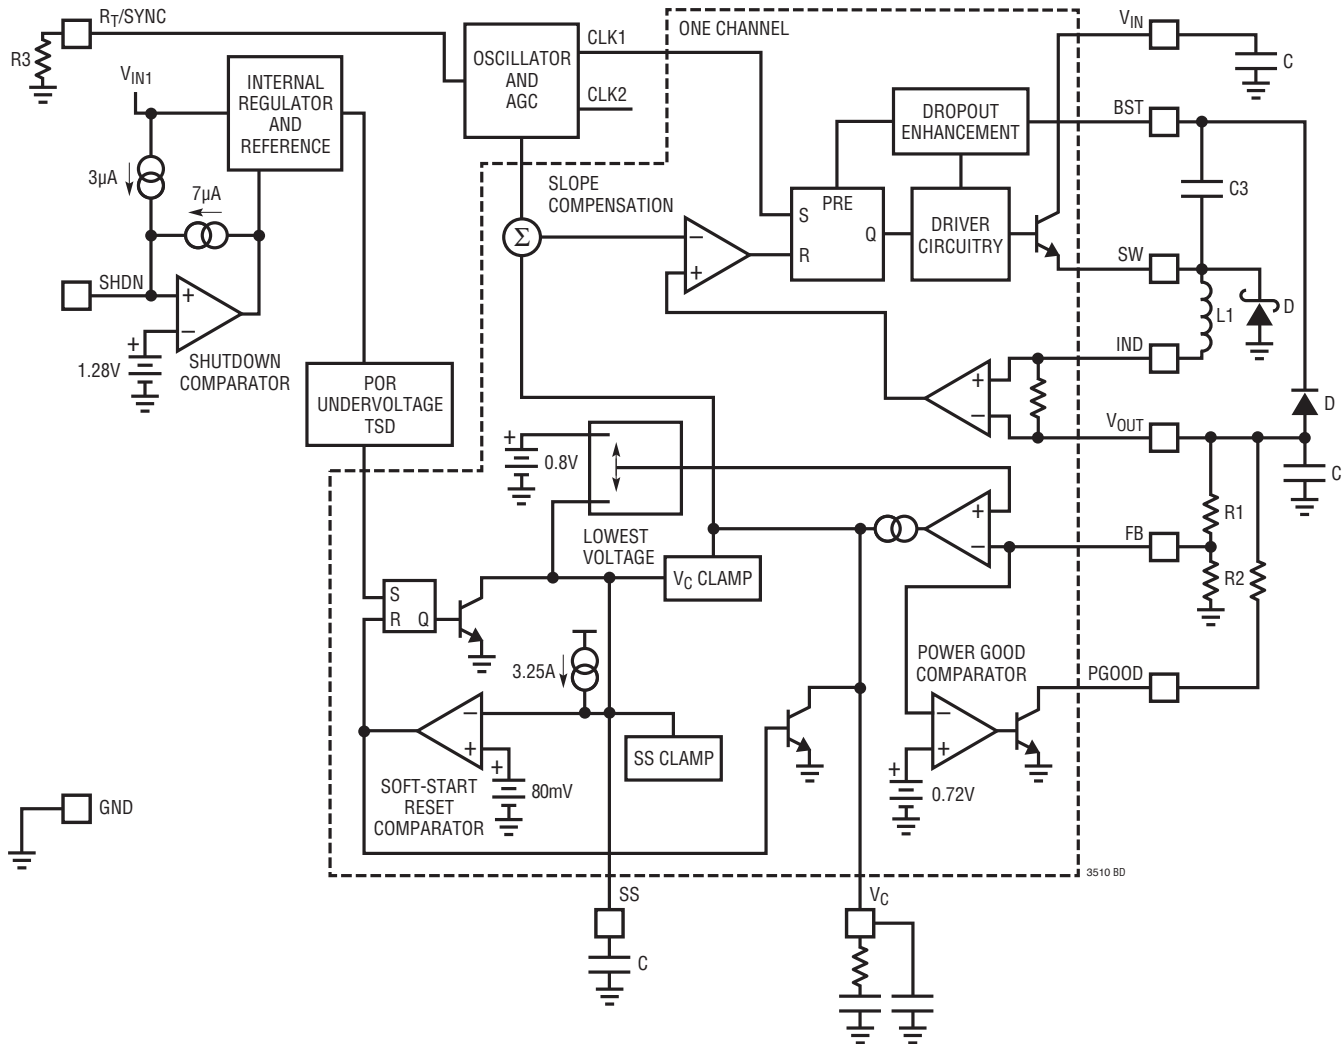 RT/SYNC
R3
VIN1
INTERNAL
REGULATOR
AND
REFERENCE
3µA
7µA
SHDN
+
–
+
1.28V
SHUTDOWN
COMPARATOR
POR
UNDERVOLTAGE
TSD
OSCILLATOR
AND
AGC
CLK1
CLK2
ONE CHANNEL
SLOPE
COMPENSATION
Σ
–
+
S
PRE
R
Q
DROPOUT
ENHANCEMENT
DRIVER
CIRCUITRY
VIN
C
BST
C3
SW
L1
D
IND
+
–
VOUT
D
C
R1
FB
R2
+
0.8V
LOWEST
VOLTAGE
+
–
VC CLAMP
S
R
Q
3.25A
–
+
SS CLAMP
+
80mV
SOFT-START
RESET
COMPARATOR
POWER GOOD
COMPARATOR
–
+
+
0.72V
PGOOD
GND
3510 BD
SS
C
VC